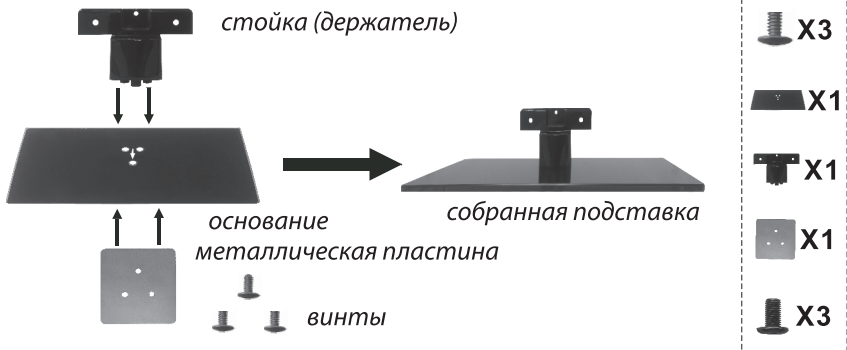 стойка (держатель)
основание
металлическая пластина
винты
собранная подставка
X3
X1
X1
X1
X3